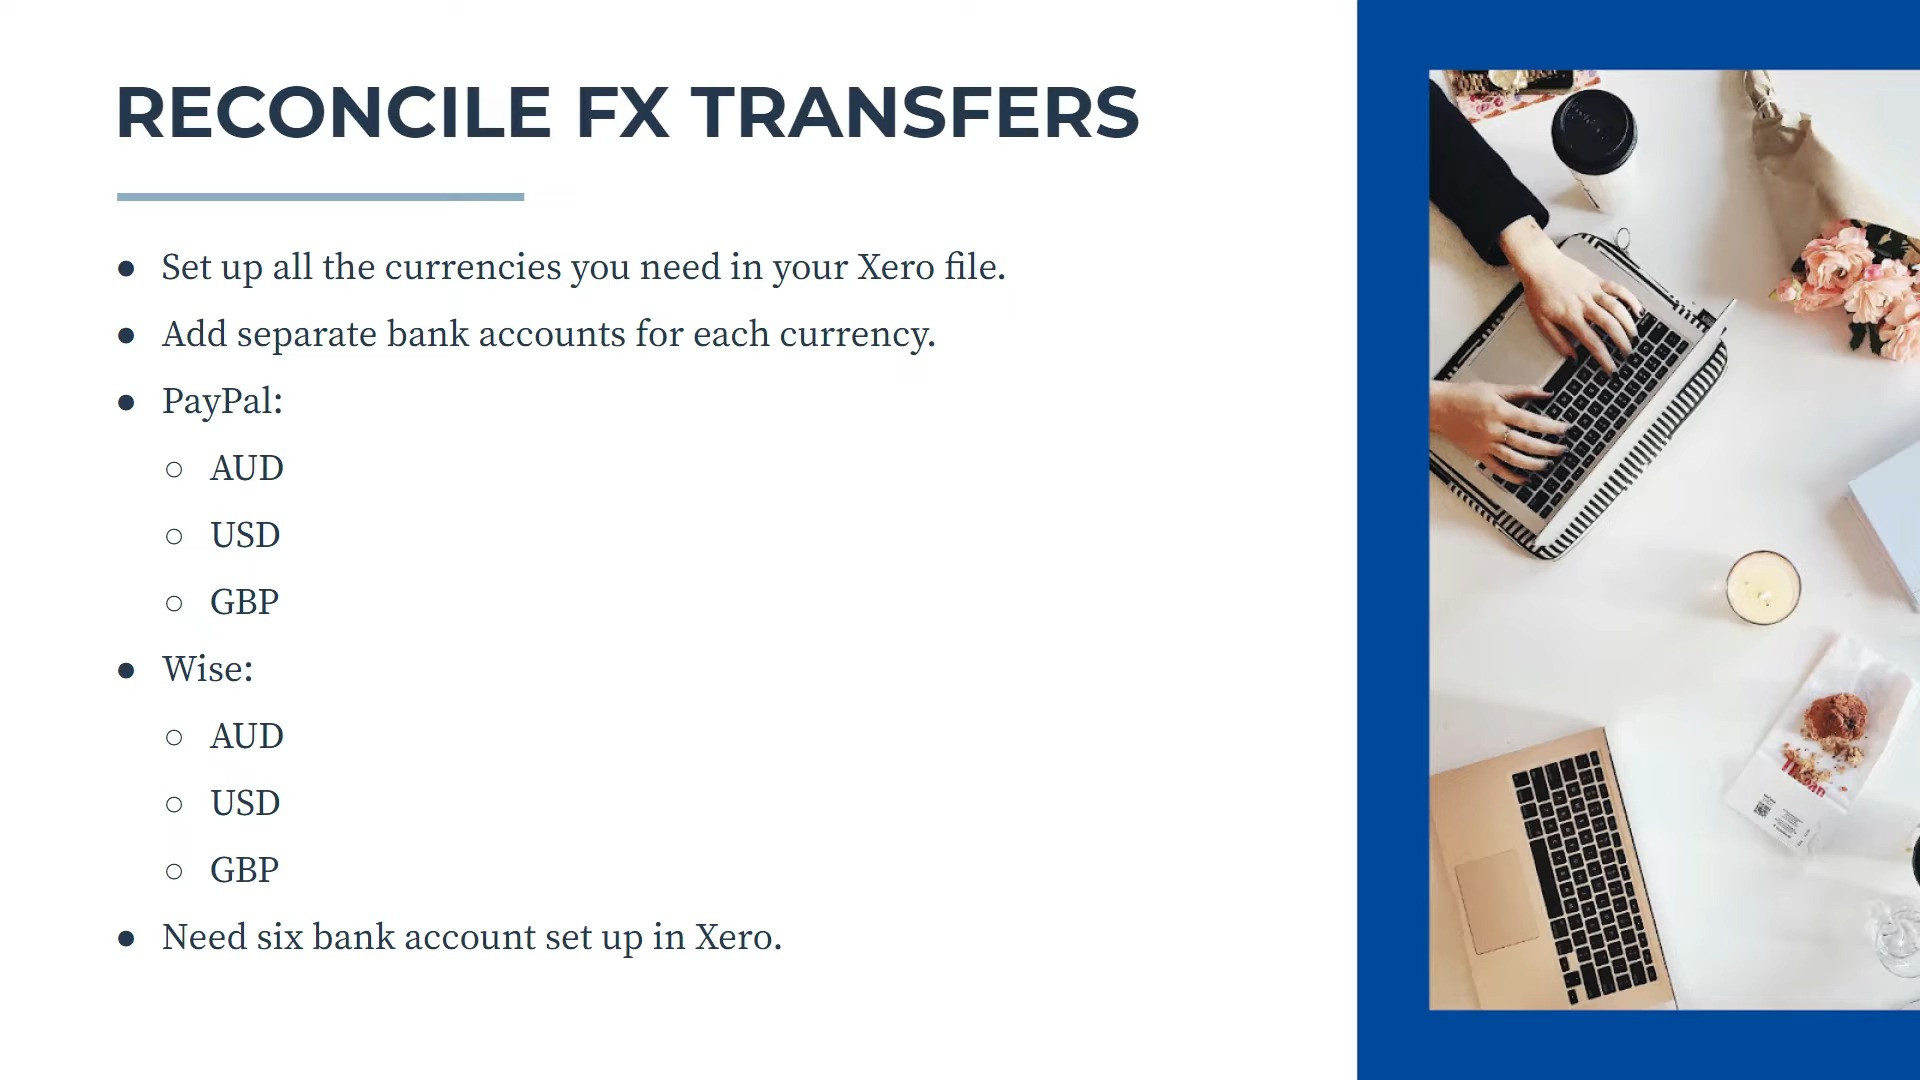 RECONCILE FX TRANSFERS
● Set up all the currencies you need in your Xero file.
● Add separate bank accounts for each currency.
● PayPal:
○ AUD
○ USD
○ GBP
● Wise:
○ AUD
○ USD
○ GBP
● Need six bank account set up in Xero.